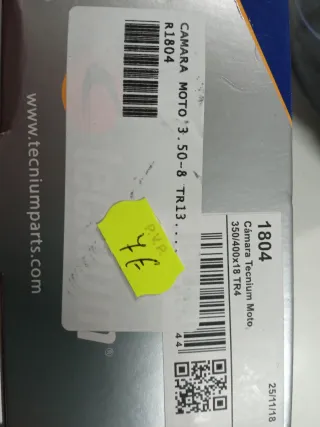 CAMARA MOTO 3.50-8 TR13....
R1804
P.V.P.
4€
www.tecniumparts.com
1804
Cámara Tecnium Moto.
350/400x18 TR4
44
25/11/18